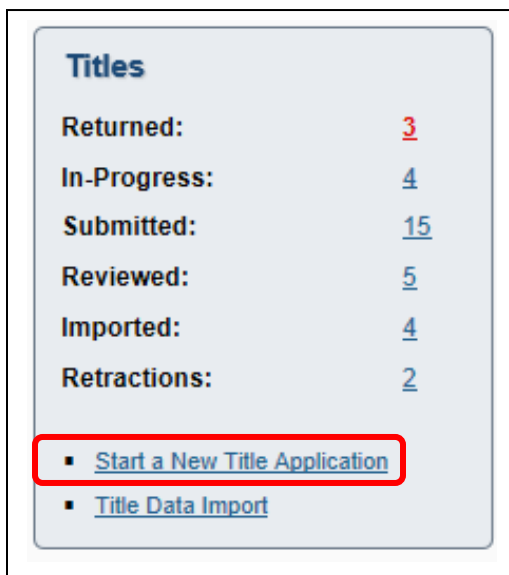 Titles
Returned: 3
In-Progress: 4
Submitted: 15
Reviewed: 5
Imported: 4
Retractions: 2
▪ Start a New Title Application
▪ Title Data Import